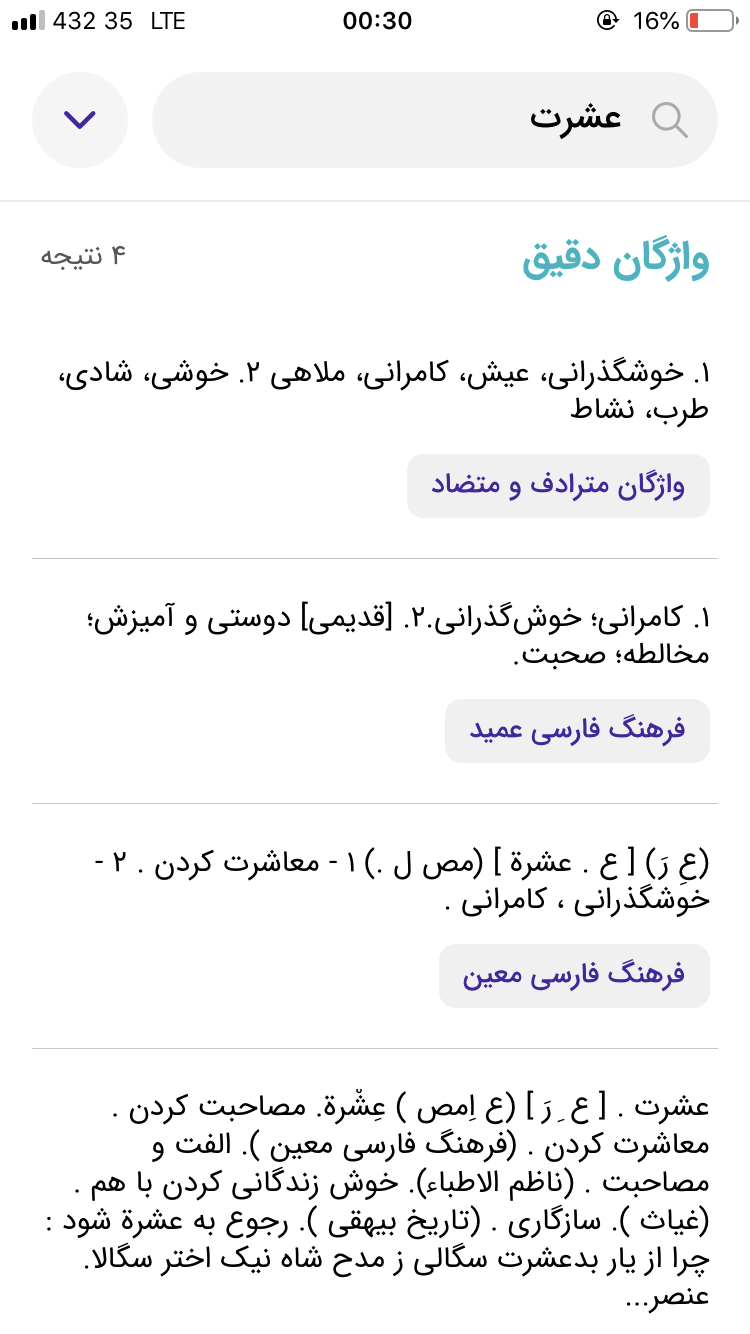 432 35 LTE 00:30 16%
عشرت
واژگان دقیق
۴ نتیجه
۱. خوشگذرانی، عیش، کامرانی، ملاهی ۲. خوشی، شادی،
طرب، نشاط
واژگان مترادف و متضاد
۱. کامرانی؛ خوش‌گذرانی.۲. [قدیمی] دوستی و آمیزش؛
مخالطه؛ صحبت.
فرهنگ فارسی عمید
(عِ رَ) [ ع . عشرة ] (مص ل .) ۱ - معاشرت کردن . ۲ -
خوشگذرانی ، کامرانی .
فرهنگ فارسی معین
عشرت . [ ع ِ رَ ] (ع اِمص ) عِشْرة. مصاحبت کردن .
معاشرت کردن . (فرهنگ فارسی معین ). الفت و
مصاحبت . (ناظم الاطباء). خوش زندگانی کردن با هم .
(غیاث ). سازگاری . (تاریخ بیهقی ). رجوع به عشرة شود :
چرا از یار بدعشرت سگالی ز مدح شاه نیک اختر سگالا.
عنصر...